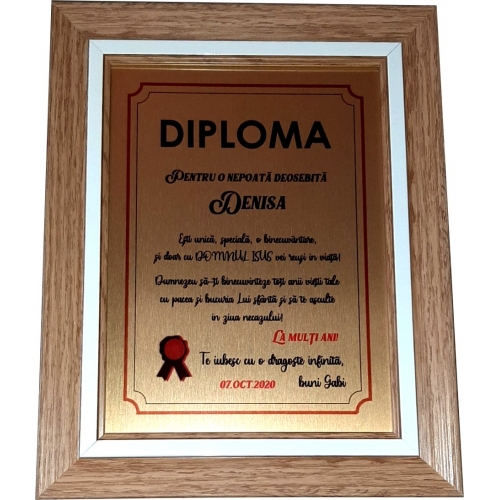 DIPLOMA
PENTRU O NEPOATĂ DEOSEBITĂ
DENISA
Ești unică, specială, o binecuvântare,
și doar cu DOMNUL ISUS vei reuși în viață!
Dumnezeu să-ți binecuvinteze toți anii vieții tale
cu pacea și bucuria Lui sfântă și să te asculte
în ziua necazului!
LA MULȚI ANI!
Te iubesc cu o dragoste infinită,
07.OCT.2020 buni Gabi